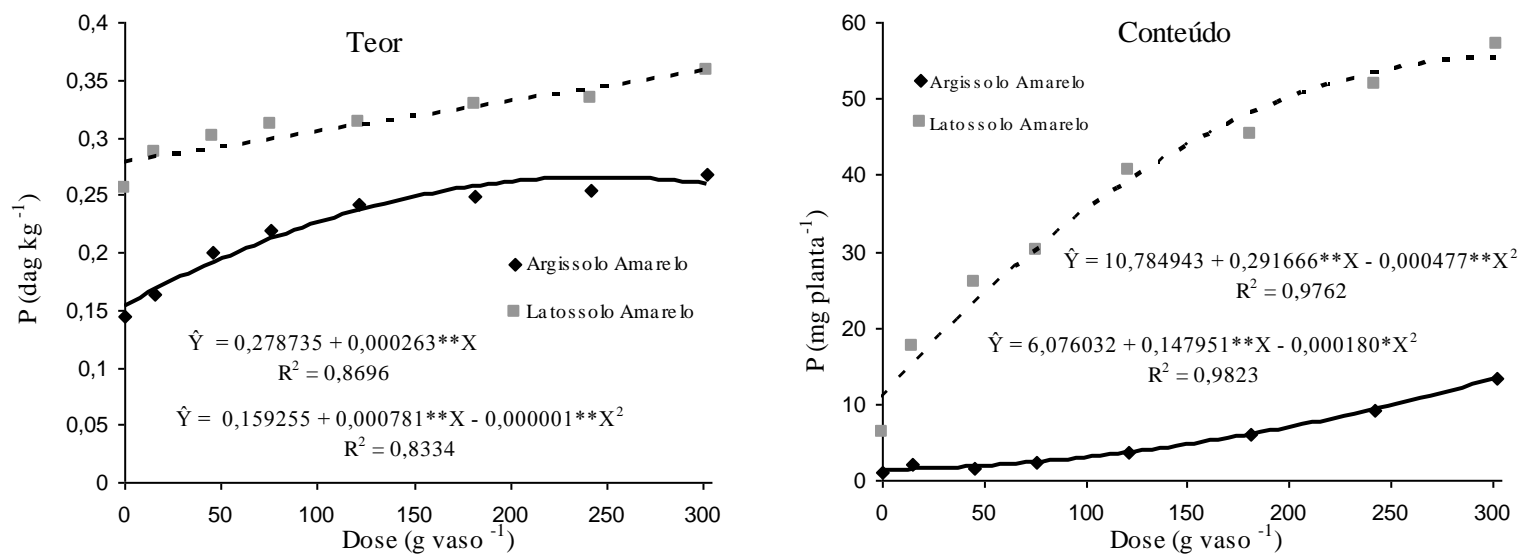 Teor
P (dag kg -1)
0,4
0,35
0,3
0,25
0,2
0,15
0,1
0,05
0
Argissolo Amarelo
Latossolo Amarelo
Ŷ = 0,278735 + 0,000263**X
R2 = 0,8696
Ŷ = 0,159255 + 0,000781**X - 0,000001**X2
R2 = 0,8334
0 50 100 150 200 250 300
Dose (g vaso -1)
Conteúdo
P (mg planta-1)
60
50
40
30
20
10
0
Argissolo Amarelo
Latossolo Amarelo
Ŷ = 10,784943 + 0,291666**X - 0,000477**X2
R2 = 0,9762
Ŷ = 6,076032 + 0,147951**X - 0,000180*X2
R2 = 0,9823
0 50 100 150 200 250 300
Dose (g vaso -1)